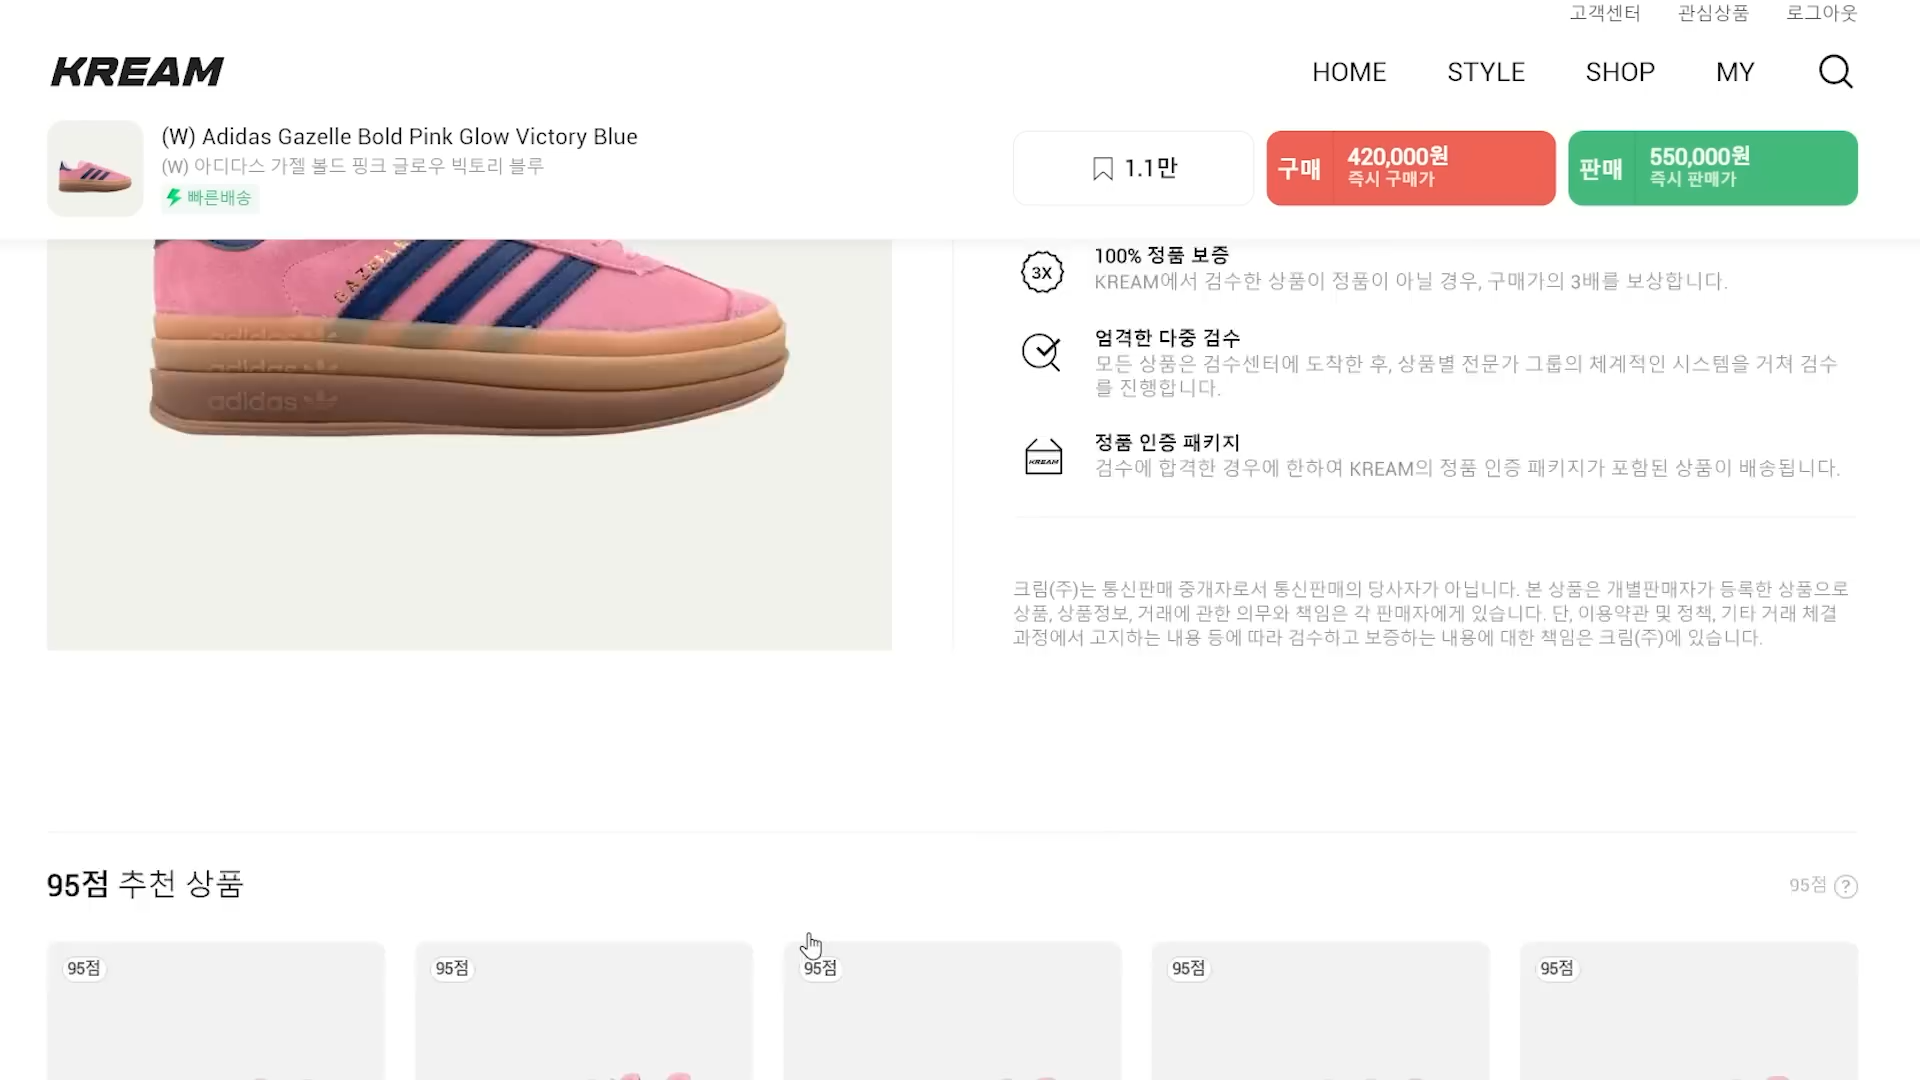 고객센터 관심상품 로그아웃
KREAM HOME STYLE SHOP MY
(W) Adidas Gazelle Bold Pink Glow Victory Blue
(W) 아디다스 가젤 볼드 핑크 글로우 빅토리 블루
빠른배송
1.1만
구매 420,000원
즉시 구매가
판매 550,000원
즉시 판매가
GAZELLE
adidas
adidas
adidas
3X
100% 정품 보증
KREAM에서 검수한 상품이 정품이 아닐 경우, 구매가의 3배를 보상합니다.
엄격한 다중 검수
모든 상품은 검수센터에 도착한 후, 상품별 전문가 그룹의 체계적인 시스템을 거쳐 검수
를 진행합니다.
KREAM
정품 인증 패키지
검수에 합격한 경우에 한하여 KREAM의 정품 인증 패키지가 포함된 상품이 배송됩니다.
크림(주)는 통신판매 중개자로서 통신판매의 당사자가 아닙니다. 본 상품은 개별판매자가 등록한 상품으로
상품, 상품정보, 거래에 관한 의무와 책임은 각 판매자에게 있습니다. 단, 이용약관 및 정책, 기타 거래 체결
과정에서 고지하는 내용 등에 따라 검수하고 보증하는 내용에 대한 책임은 크림(주)에 있습니다.
95점 추천 상품
95점 ?
95점 95점 95점 95점 95점